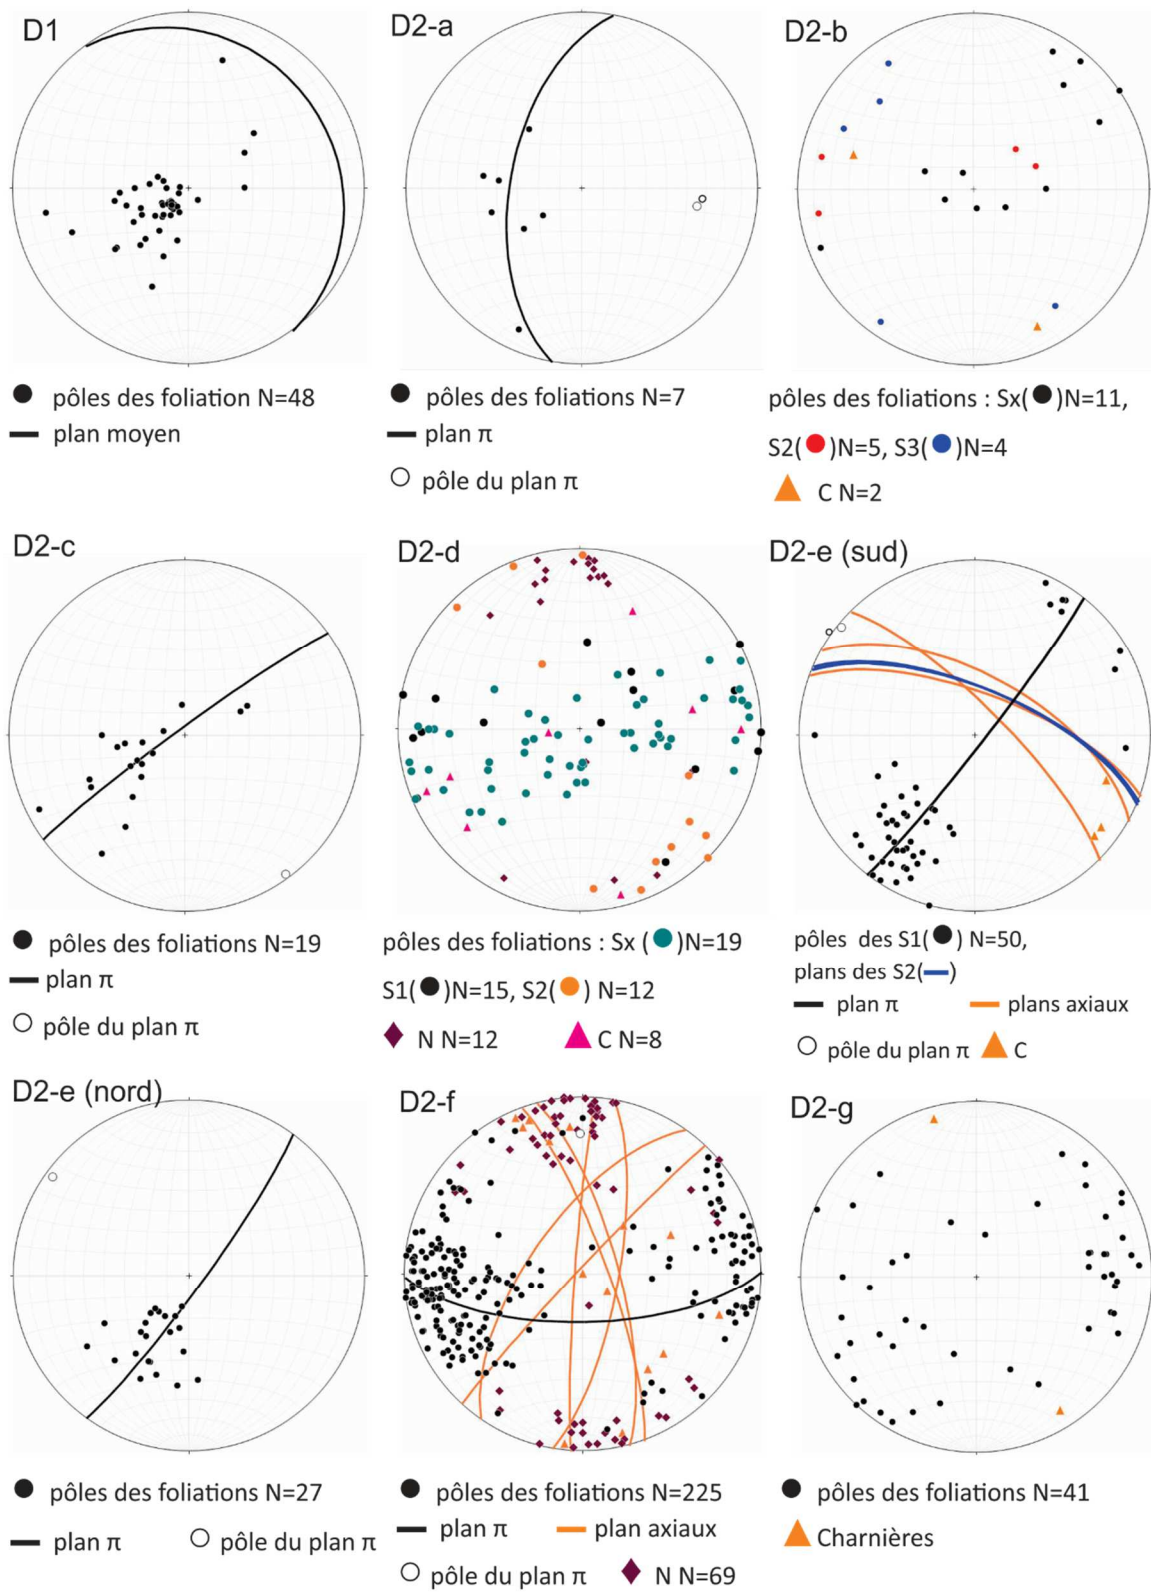 D1
D2-a
D2-b
pôles des foliation N=48
plan moyen
pôles des foliations N=7
plan π
pôle du plan π
pôles des foliations : Sx(●)N=11,
S2(●)N=5, S3(●)N=4
C N=2
D2-c
D2-d
D2-e (sud)
pôles des foliations N=19
plan π
pôle du plan π
pôles des foliations : Sx (●)N=19
S1(●)N=15, S2(●) N=12
N N=12
C N=8
pôles des S1(●) N=50,
plans des S2(—)
plan π
plans axiaux
pôle du plan π
C
D2-e (nord)
D2-f
D2-g
pôles des foliations N=27
plan π
pôle du plan π
pôles des foliations N=225
plan π
plan axiaux
pôle du plan π
N N=69
pôles des foliations N=41
Charnières